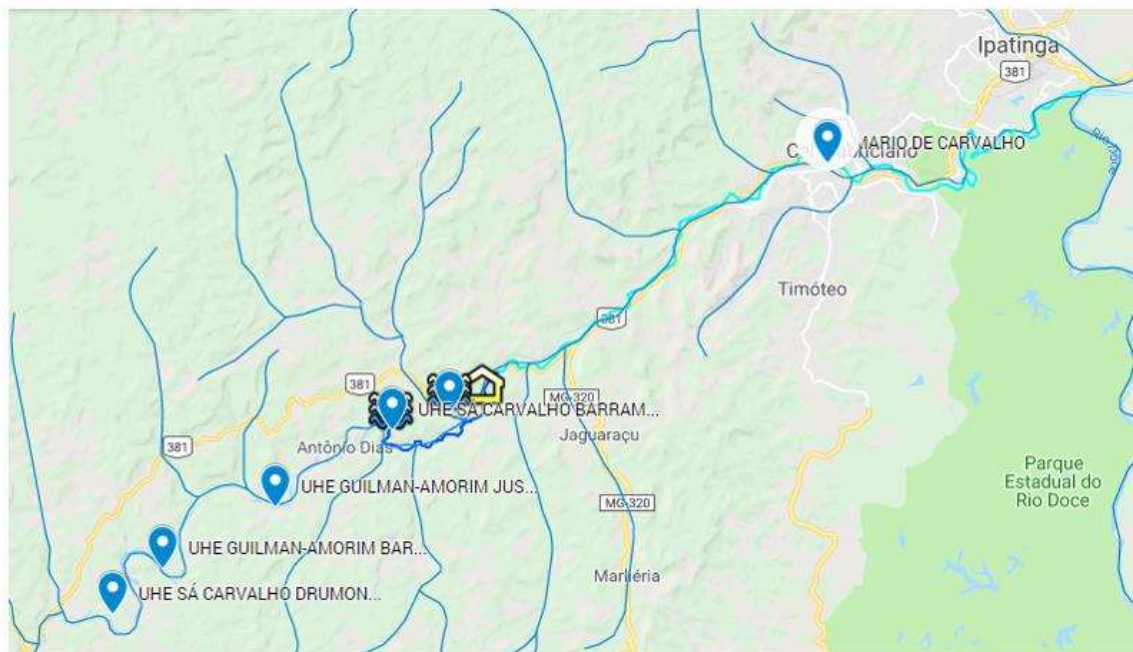 Ipatinga
381
MARIO DE CARVALHO
RIO DOCE
Timóteo
381
381
UHE SÁ CARVALHO BARRAM...
MG-320
Jaguaraçu
Antônio Dias
381
UHE GUILMAN-AMORIM JUS...
Parque
Estadual do
Rio Doce
MG-320
UHE GUILMAN-AMORIM BAR...
Marliéria
UHE SÁ CARVALHO DRUMON...